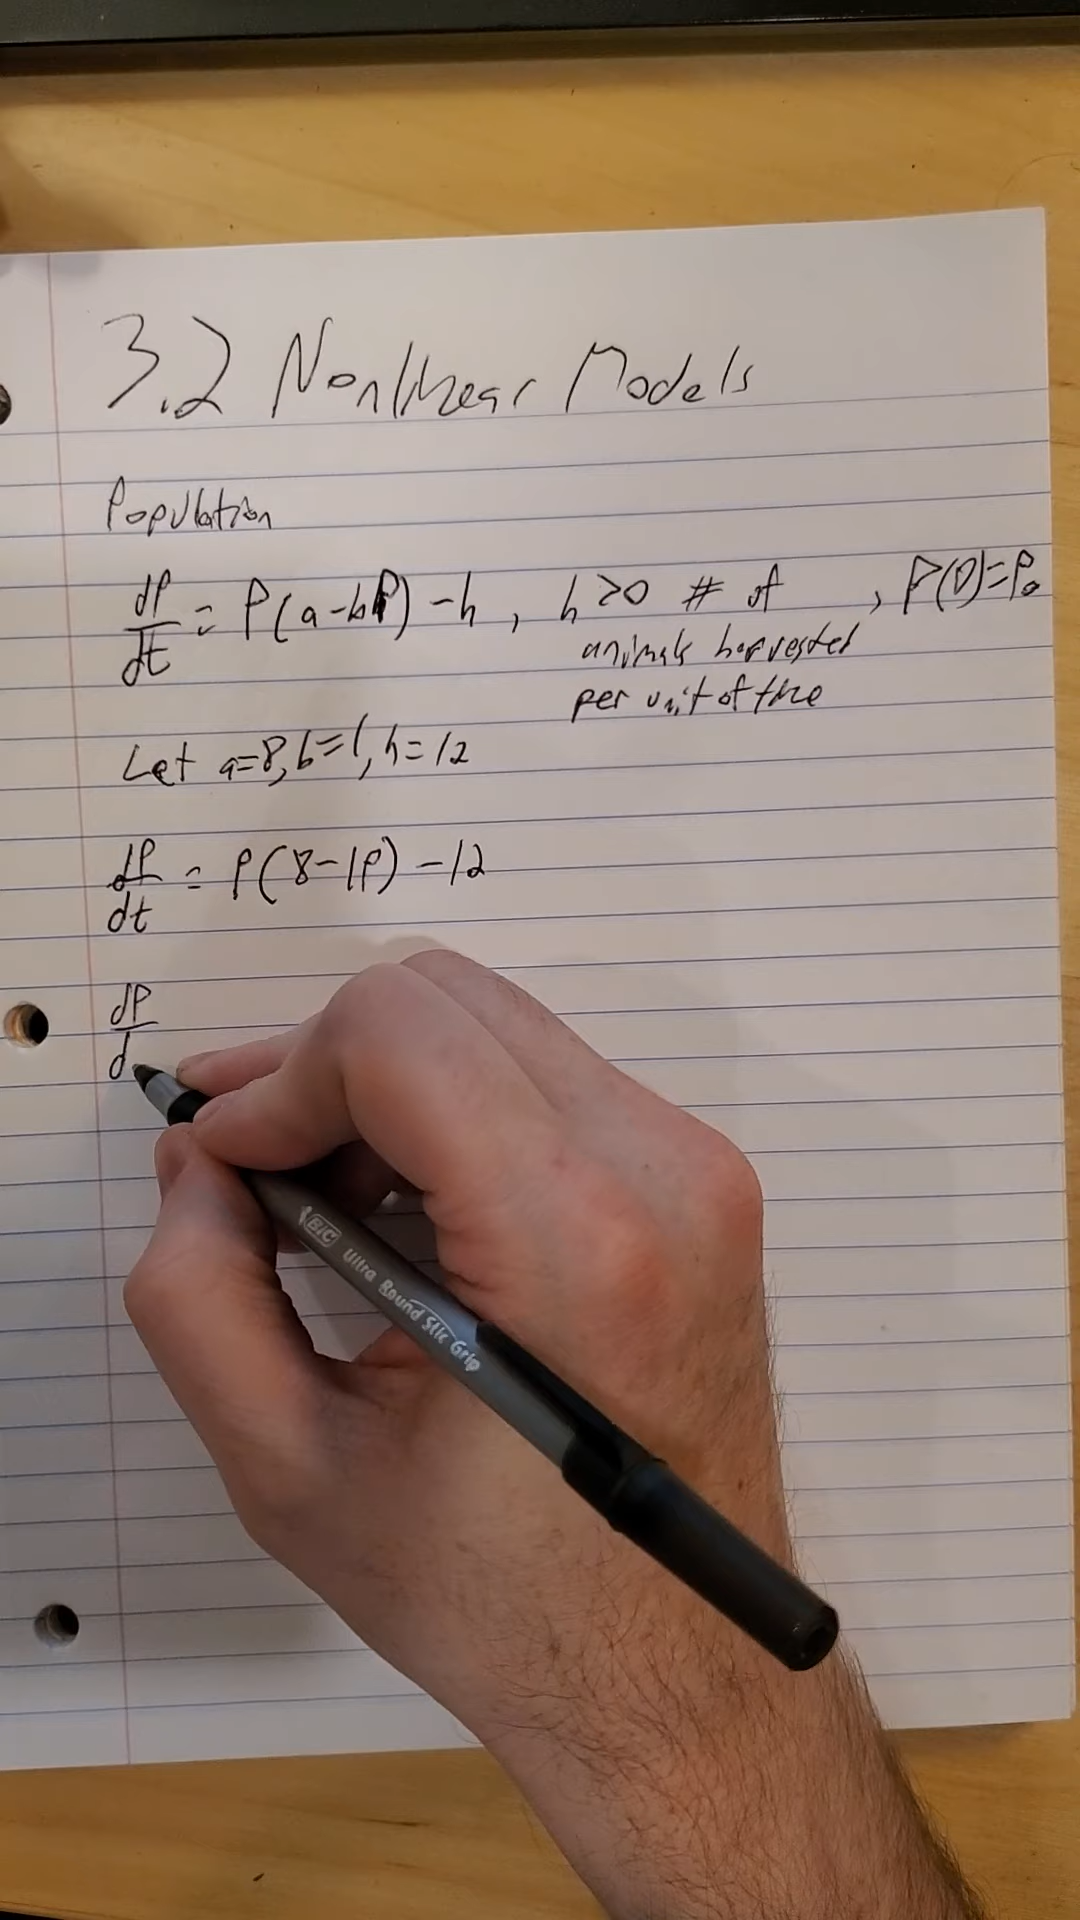 3.2 Nonlinear Models
Population
dP/dt = P(a-bP) -h, h>0 # of animals harvested per unit of time, P(0)=P₀
Let a=8, b=1, h=12
dP/dt = P(8-1P) -12
dP/d
BIC Ultra Round Stic Grip